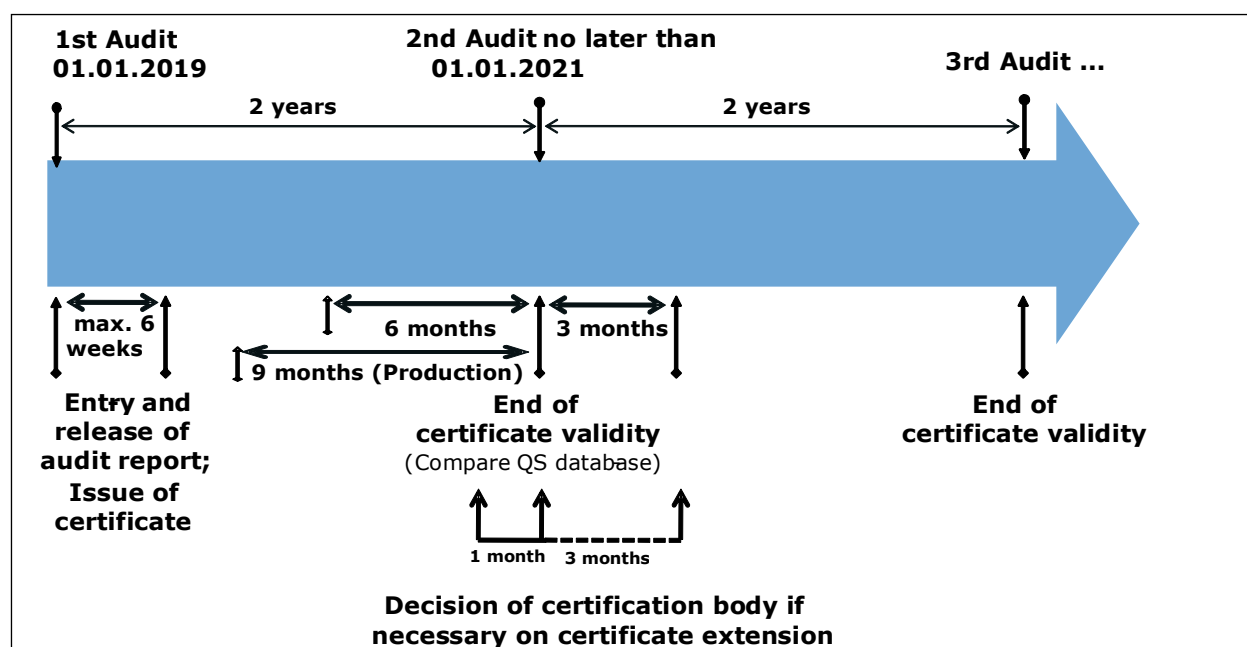 1st Audit
01.01.2019
2nd Audit no later than
01.01.2021
3rd Audit ...
2 years
2 years
max. 6
weeks
6 months
3 months
9 months (Production)
Entry and
release of
audit report;
Issue of
certificate
End of
certificate validity
(Compare QS database)
End of
certificate validity
1 month
3 months
Decision of certification body if
necessary on certificate extension